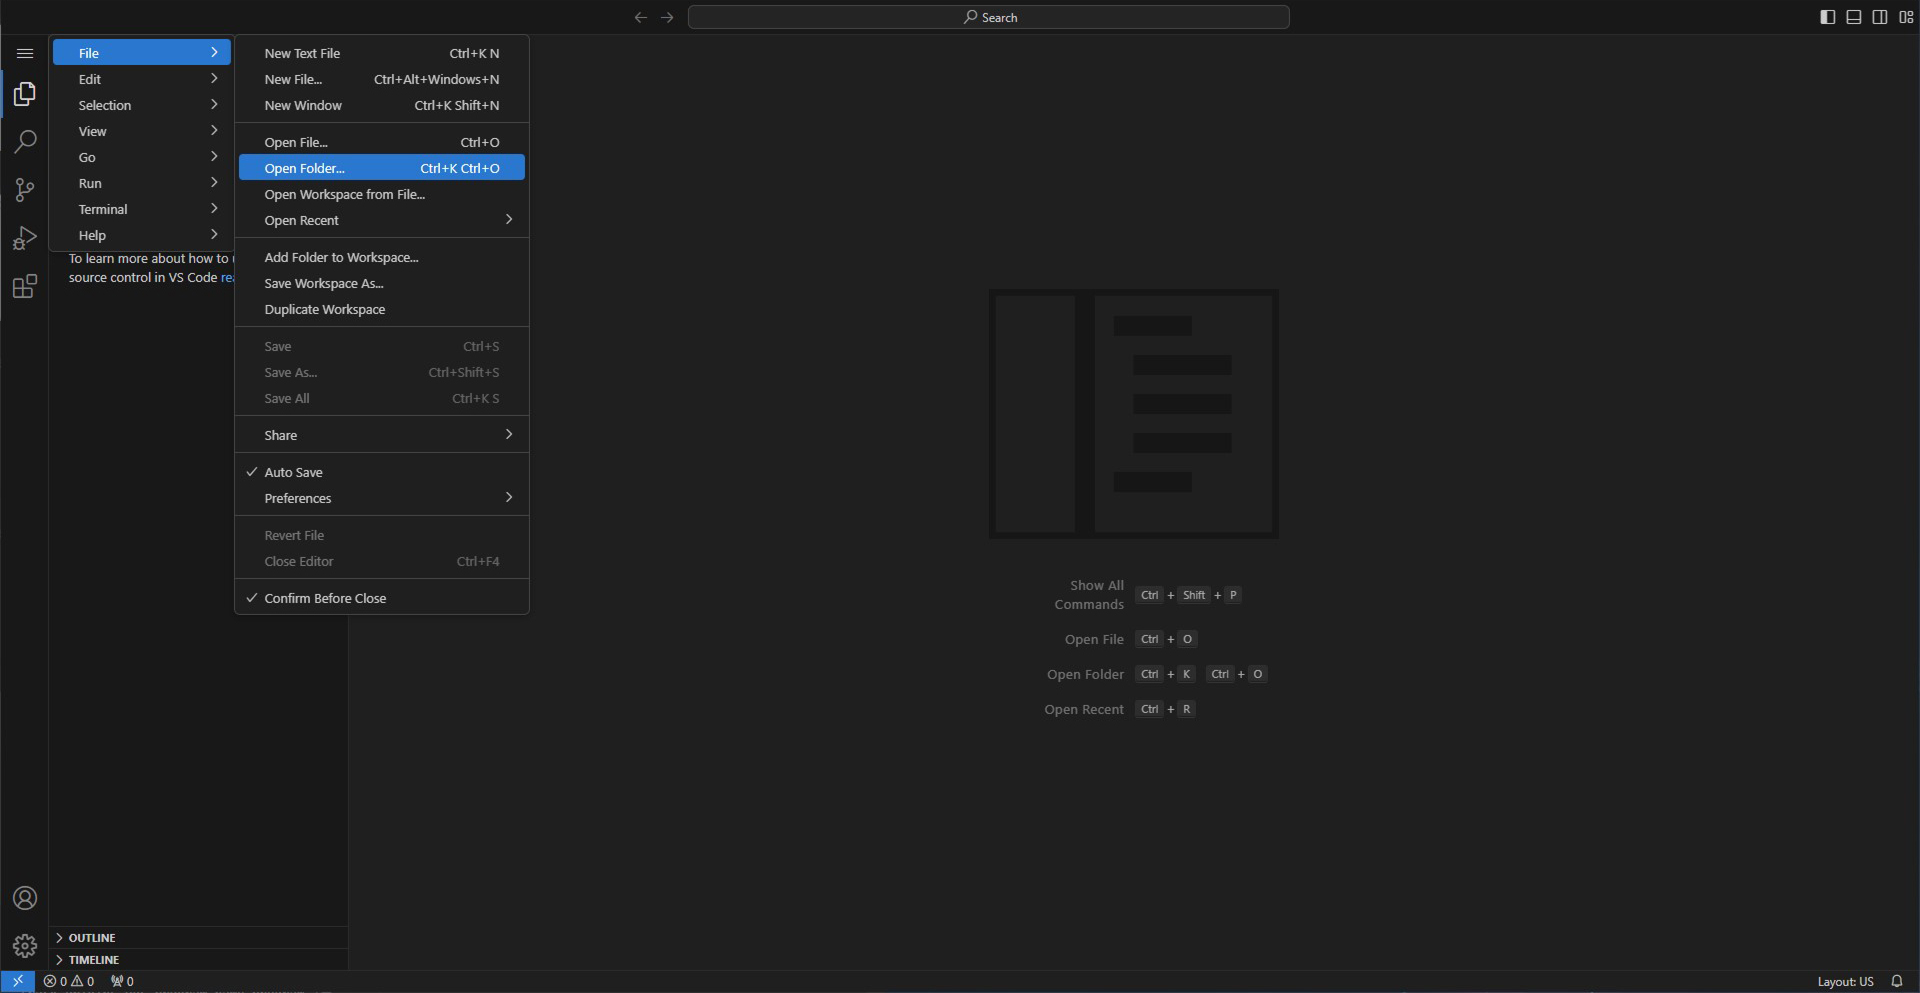 Search
File
Edit
Selection
View
Go
Run
Terminal
Help
New Text File Ctrl+K N
New File... Ctrl+Alt+Windows+N
New Window Ctrl+K Shift+N
Open File... Ctrl+O
Open Folder... Ctrl+K Ctrl+O
Open Workspace from File...
Open Recent
Add Folder to Workspace...
Save Workspace As...
Duplicate Workspace
Save Ctrl+S
Save As... Ctrl+Shift+S
Save All Ctrl+K S
Share
Auto Save
Preferences
Revert File
Close Editor Ctrl+F4
Confirm Before Close
To learn more about how to
source control in VS Code
Show All
Commands Ctrl + Shift + P
Open File Ctrl + O
Open Folder Ctrl + K Ctrl + O
Open Recent Ctrl + R
OUTLINE
TIMELINE
0 0 0
Layout: US